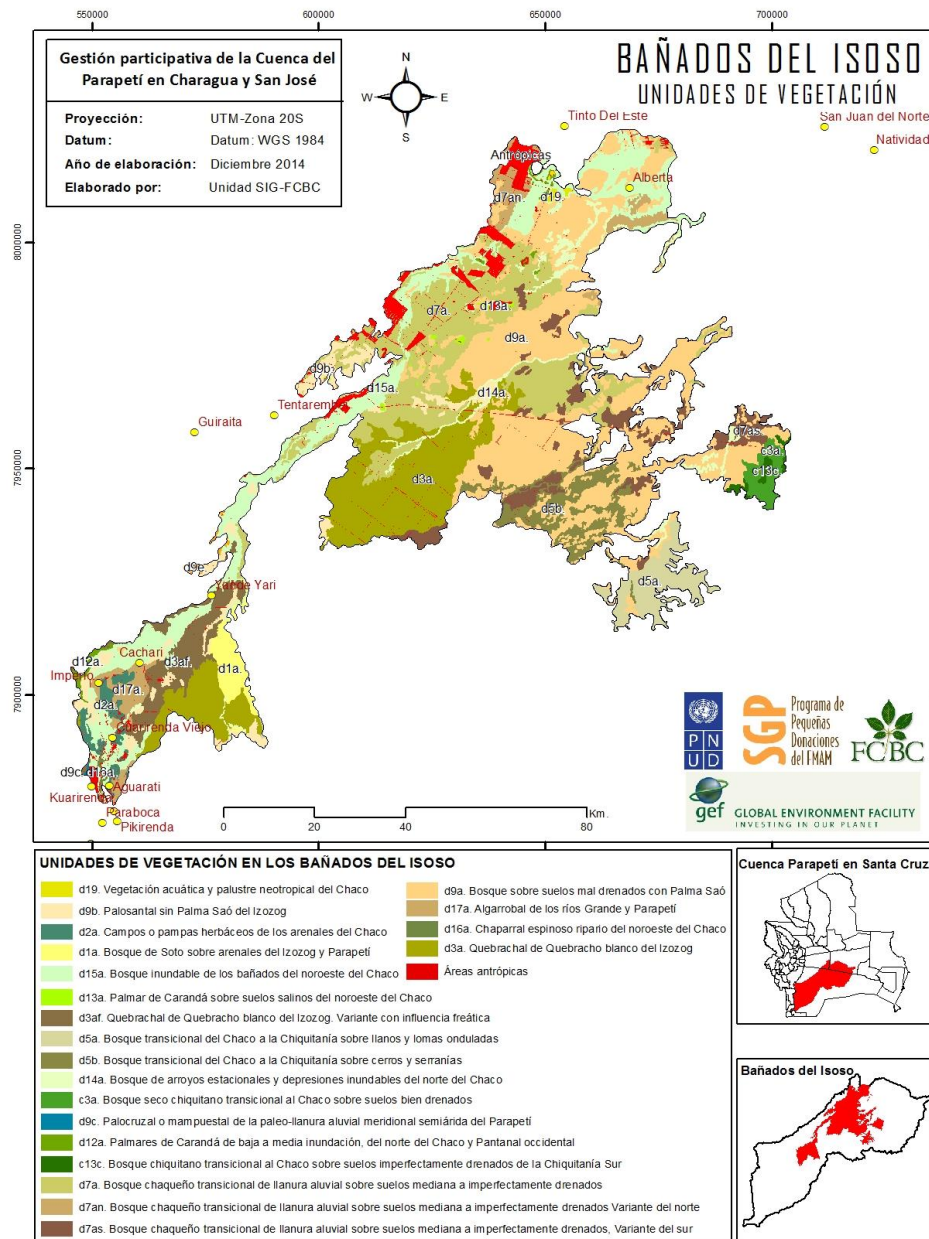 550000 600000 650000 700000
Gestión participativa de la Cuenca del
Parapetí en Charagua y San José
Proyección: UTM-Zona 20S
Datum: Datum: WGS 1984
Año de elaboración: Diciembre 2014
Elaborado por: Unidad SIG-FCBC
N
W E
S
BAÑADOS DEL ISOSO
UNIDADES DE VEGETACIÓN
Tinto Del Este
San Juan del Norte
Natividad
Antrópicas
Alberta
d7an.
d19.
8000000
d7a.
d13a.
d9a.
d9b.
d15a.
d14a.
Tentarembe
Guiraita
d7as.
c3a.
c13c.
7950000
d3a.
d5b.
d9e.
d5a.
Yande Yari
Cachari
d12a.
d3af.
d1a.
Imperio
d17a.
7900000
d2a.
Cuarirenda Viejo
d9c.
d16a.
Aguarati
Kuarirenda
Paraboca
Pikirenda
0 20 40 80
Km.
P N
U D
SGP
Programa de
Pequeñas
Donaciones
del FMAM
FCBC
gef GLOBAL ENVIRONMENT FACILITY
INVESTING IN OUR PLANET
UNIDADES DE VEGETACIÓN EN LOS BAÑADOS DEL ISOSO
d19. Vegetación acuática y palustre neotropical del Chaco
d9b. Palosantal sin Palma Saó del Izozog
d2a. Campos o pampas herbáceos de los arenales del Chaco
d1a. Bosque de Soto sobre arenales del Izozog y Parapetí
d15a. Bosque inundable de los bañados del noroeste del Chaco
d13a. Palmar de Carandá sobre suelos salinos del noroeste del Chaco
d3af. Quebrachal de Quebracho blanco del Izozog. Variante con influencia freática
d5a. Bosque transicional del Chaco a la Chiquitanía sobre llanos y lomas onduladas
d5b. Bosque transicional del Chaco a la Chiquitanía sobre cerros y serranías
d14a. Bosque de arroyos estacionales y depresiones inundables del norte del Chaco
c3a. Bosque seco chiquitano transicional al Chaco sobre suelos bien drenados
d9c. Palocruzal o mampuestal de la paleo-llanura aluvial meridional semiárida del Parapetí
d12a. Palmares de Carandá de baja a media inundación, del norte del Chaco y Pantanal occidental
c13c. Bosque chiquitano transicional al Chaco sobre suelos imperfectamente drenados de la Chiquitanía Sur
d7a. Bosque chaqueño transicional de llanura aluvial sobre suelos mediana a imperfectamente drenados
d7an. Bosque chaqueño transicional de llanura aluvial sobre suelos mediana a imperfectamente drenados Variante del norte
d7as. Bosque chaqueño transicional de llanura aluvial sobre suelos mediana a imperfectamente drenados, Variante del sur
d9a. Bosque sobre suelos mal drenados con Palma Saó
d17a. Algarrobal de los ríos Grande y Parapetí
d16a. Chaparral espinoso ripario del noroeste del Chaco
d3a. Quebrachal de Quebracho blanco del Izozog
Áreas antrópicas
Cuenca Parapetí en Santa Cruz
Bañados del Isoso